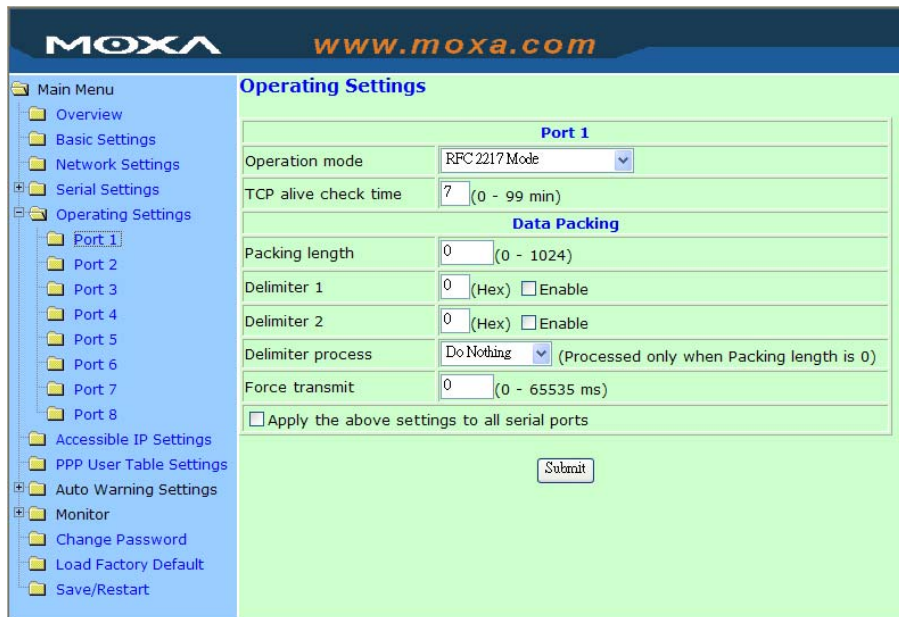 MOXA www.moxa.com
Main Menu
Overview
Basic Settings
Network Settings
Serial Settings
Operating Settings
Port 1
Port 2
Port 3
Port 4
Port 5
Port 6
Port 7
Port 8
Accessible IP Settings
PPP User Table Settings
Auto Warning Settings
Monitor
Change Password
Load Factory Default
Save/Restart
Operating Settings
Port 1
Operation mode RFC 2217 Mode
TCP alive check time 7 (0 - 99 min)
Data Packing
Packing length 0 (0 - 1024)
Delimiter 1 0 (Hex) Enable
Delimiter 2 0 (Hex) Enable
Delimiter process Do Nothing (Processed only when Packing length is 0)
Force transmit 0 (0 - 65535 ms)
Apply the above settings to all serial ports
Submit